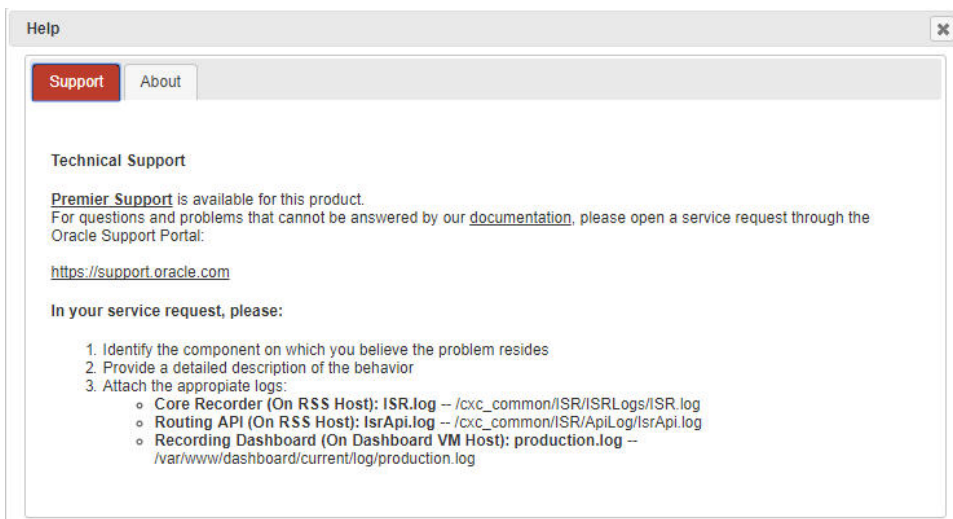 Help
Support
About
Technical Support
Premier Support is available for this product.
For questions and problems that cannot be answered by our documentation, please open a service request through the
Oracle Support Portal:
https://support.oracle.com
In your service request, please:
1. Identify the component on which you believe the problem resides
2. Provide a detailed description of the behavior
3. Attach the appropiate logs:
Core Recorder (On RSS Host): ISR.log -- /cxc_common/ISR/ISRLogs/ISR.log
Routing API (On RSS Host): IsrApi.log -- /cxc_common/ISR/ApiLog/IsrApi.log
Recording Dashboard (On Dashboard VM Host): production.log --
/var/www/dashboard/current/log/production.log